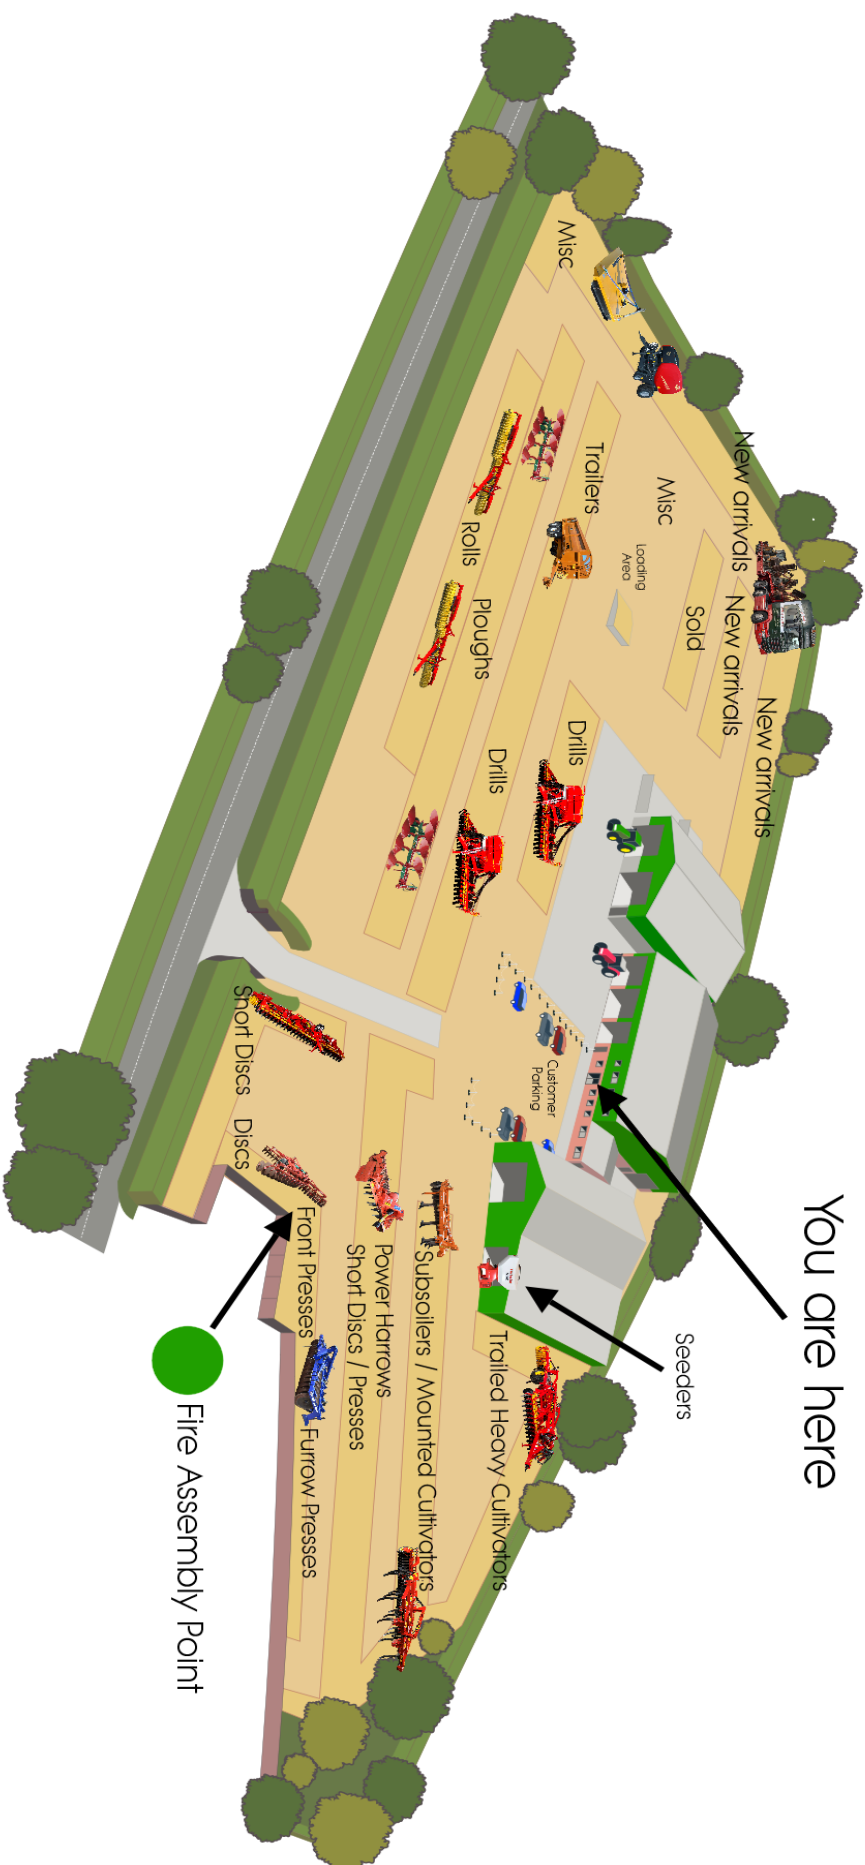 You are here
Seeders
New arrivals
New arrivals
New arrivals
Sold
Misc
Misc
Loading
Area
Trailers
Drills
Drills
Rolls
Ploughs
Customer
Parking
Trailed Heavy Cultivators
Subsoilers / Mounted Cultivators
Power Harrows
Short Discs / Presses
Short Discs
Discs
Front Presses
Furrow Presses
Fire Assembly Point